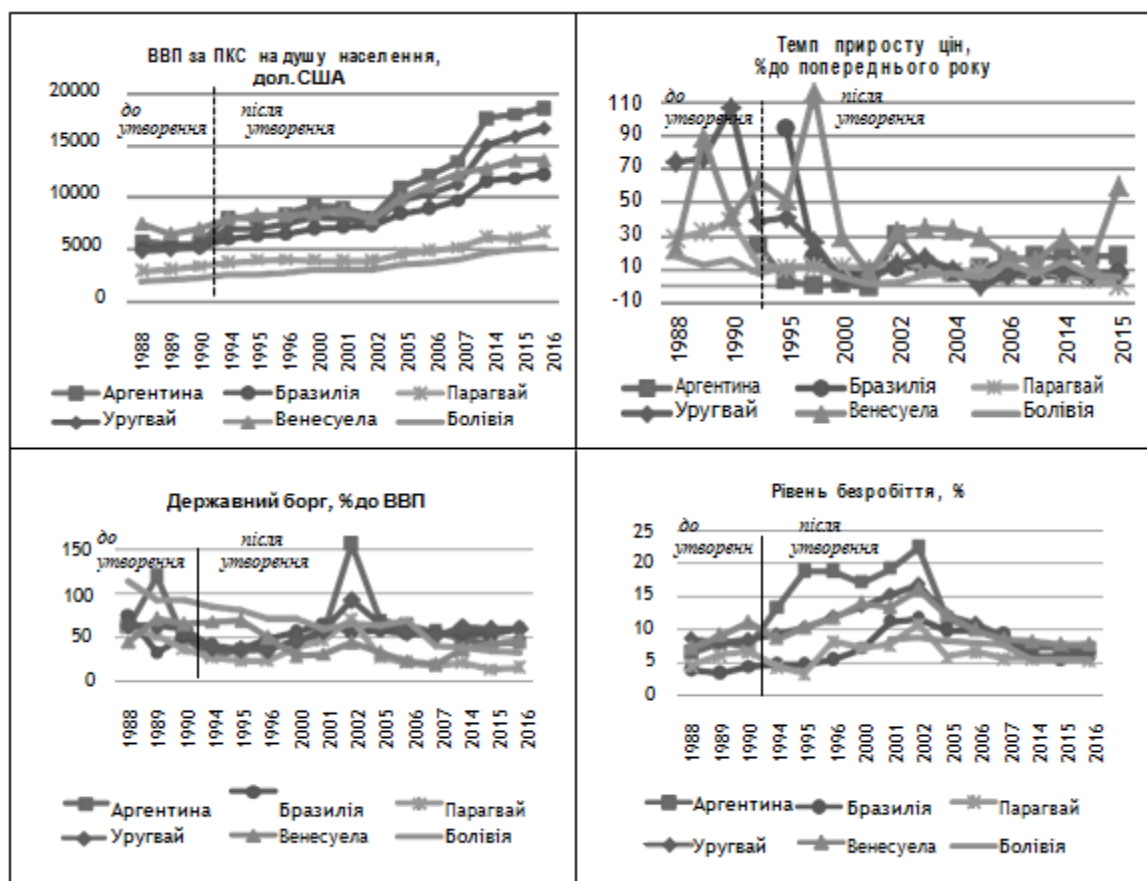 ВВП за ПКС на душу населення,
дол. США
20000
15000
10000
5000
0
до
утворення
після
утворення
1988
1989
1990
1994
1995
1996
2000
2001
2002
2005
2006
2007
2014
2015
2016
Аргентина
Бразилія
Парагвай
Уругвай
Венесуела
Болівія
Темп приросту цін,
%до попереднього року
110
90
70
50
30
10
-10
до
утворення
після
утворення
1988
1990
1995
2000
2002
2004
2006
2014
2015
Аргентина
Бразилія
Парагвай
Уругвай
Венесуела
Болівія
Державний борг, %до ВВП
150
100
50
0
до
утворення
після
утворення
1988
1989
1990
1994
1995
1996
2000
2001
2002
2005
2006
2007
2014
2015
2016
Аргентина
Бразилія
Парагвай
Уругвай
Венесуела
Болівія
Рівень безробіття, %
25
20
15
10
5
0
до
утворенн
після
утворення
1988
1989
1990
1994
1995
1996
2000
2001
2002
2005
2006
2007
2014
2015
2016
Аргентина
Бразилія
Парагвай
Уругвай
Венесуела
Болівія